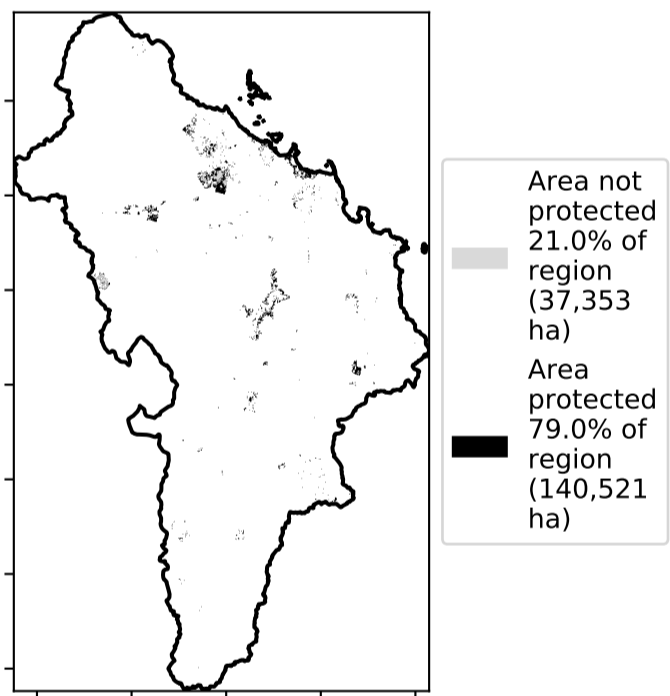 Area not
protected
21.0% of
region
(37,353
ha)
Area
protected
79.0% of
region
(140,521
ha)